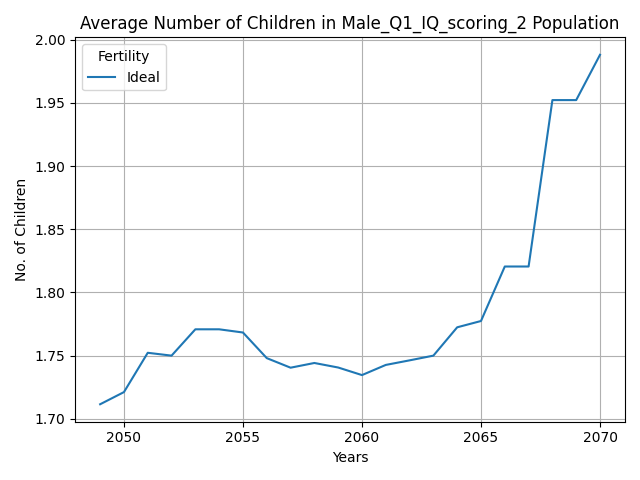 Average Number of Children in Male_Q1_IQ_scoring_2 Population
2.00
1.95
1.90
1.85
1.80
1.75
1.70
No. of Children
Fertility
Ideal
2050 2055 2060 2065 2070
Years